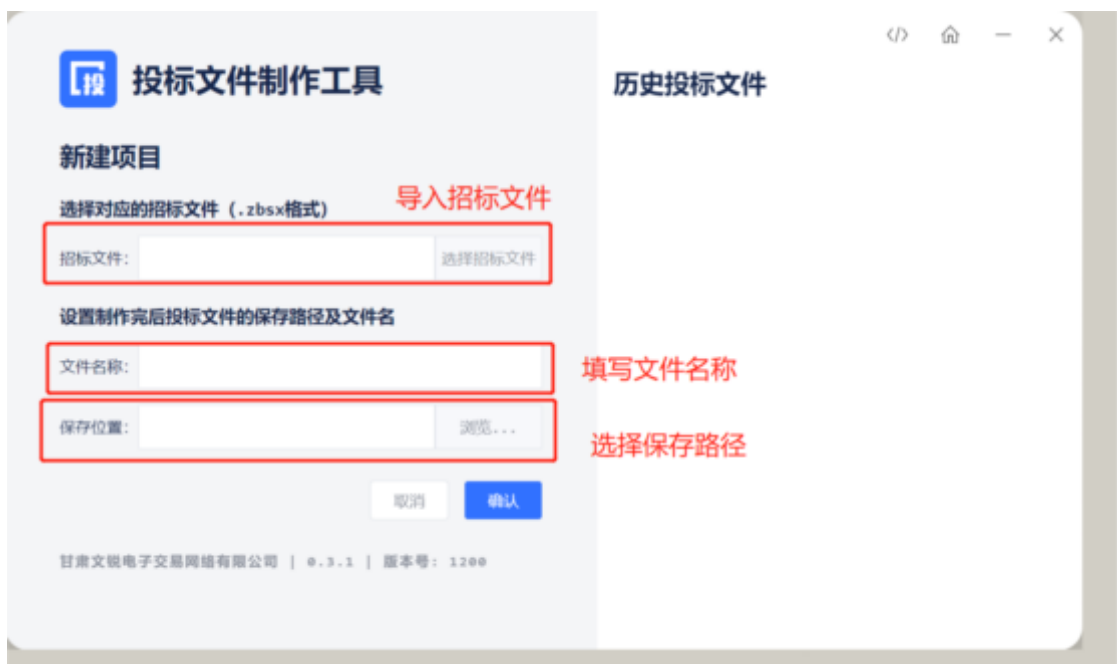 投
投标文件制作工具
历史投标文件
新建项目
导入招标文件
选择对应的招标文件（.zbsx格式）
招标文件：
选择招标文件
设置制作完后投标文件的保存路径及文件名
文件名称：
填写文件名称
保存位置：
浏览...
选择保存路径
取消
确认
甘肃文锐电子交易网络有限公司 | 0.3.1 | 版本号：1200